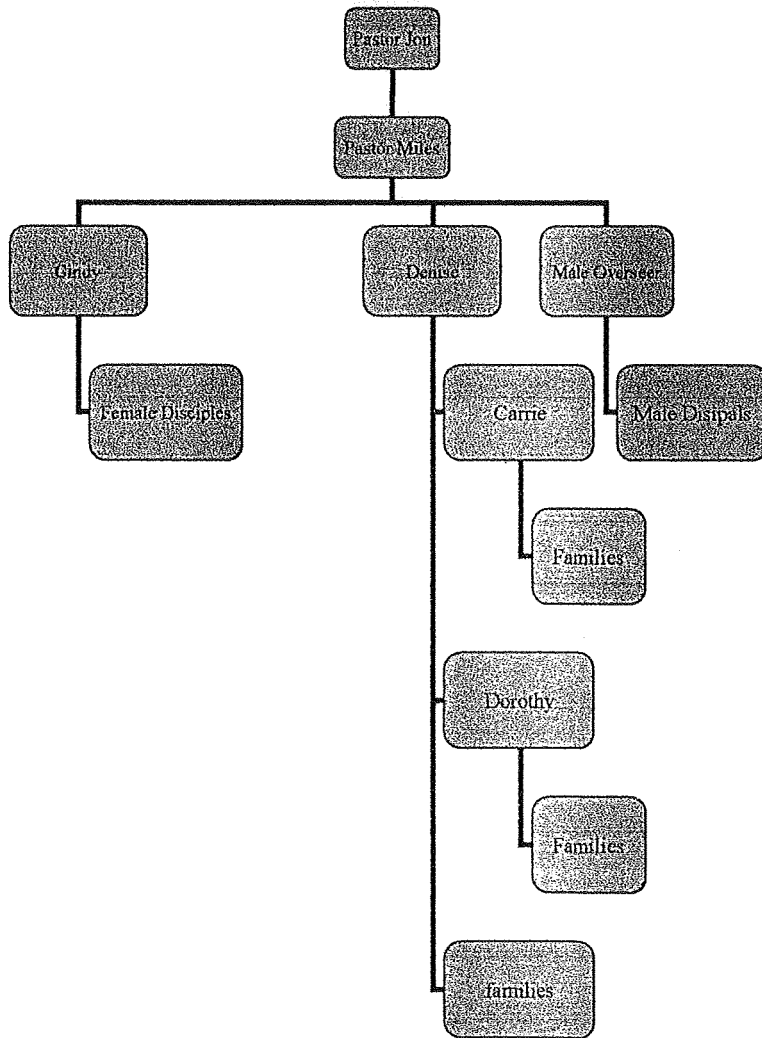 Pastor Jon
Pastor Miles
Cindy
Denise
Male Overseer
Female Disciples
Carrie
Male Disipals
Families
Dorothy
Families
families